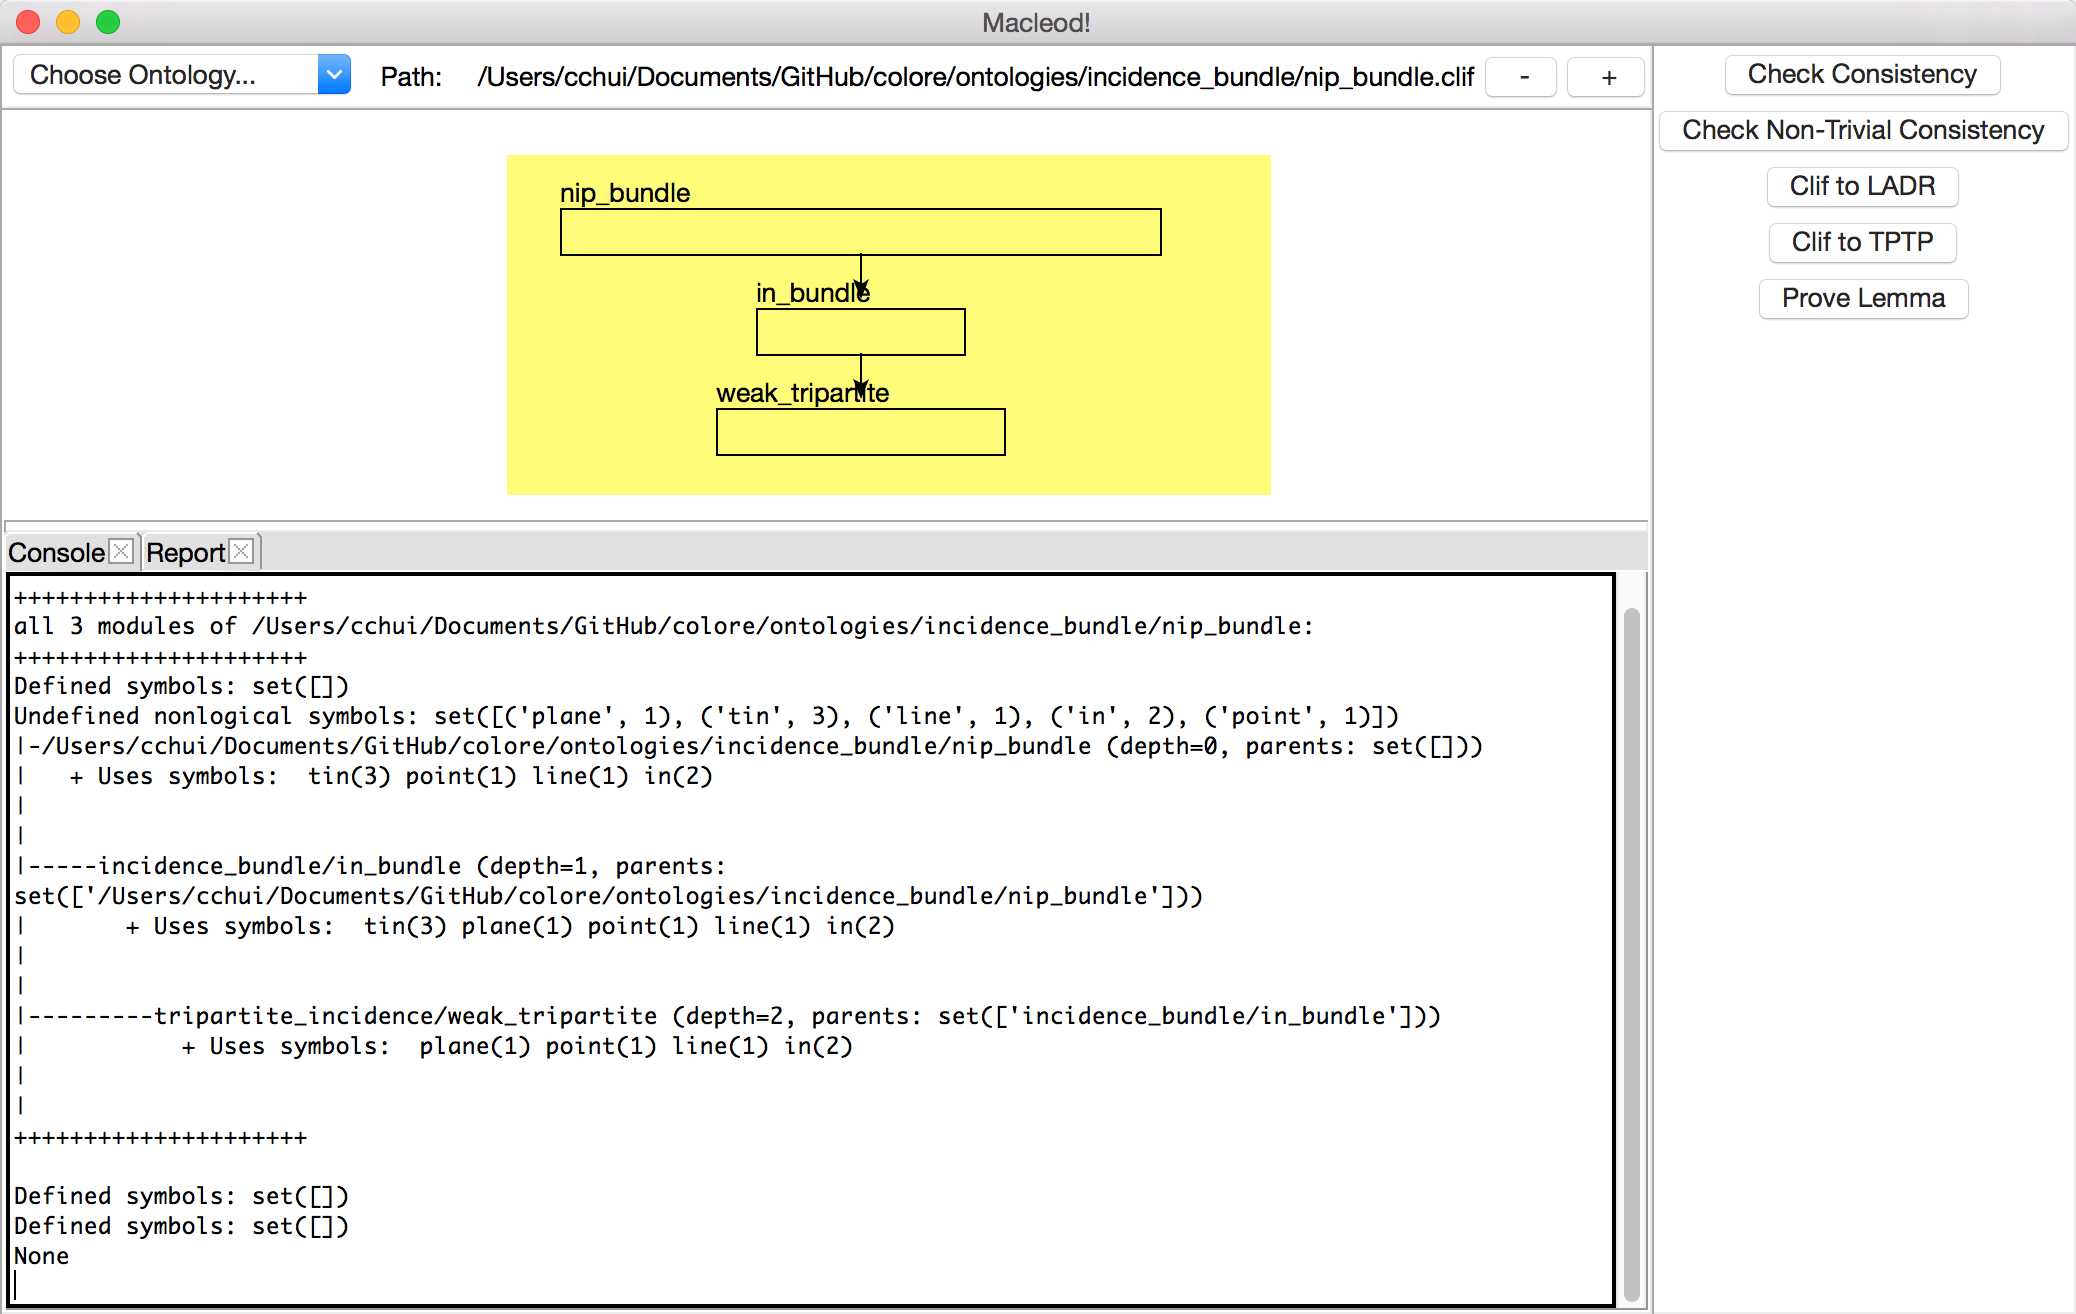 Macleod!
Choose Ontology... Path: /Users/cchui/Documents/GitHub/colore/ontologies/incidence_bundle/nip_bundle.clif - +
Check Consistency
Check Non-Trivial Consistency
Clif to LADR
Clif to TPTP
Prove Lemma
nip_bundle
in_bundle
weak_tripartite
Console Report
+++++++++++++++++++++
all 3 modules of /Users/cchui/Documents/GitHub/colore/ontologies/incidence_bundle/nip_bundle:
+++++++++++++++++++++
Defined symbols: set([])
Undefined nonlogical symbols: set([('plane', 1), ('tin', 3), ('line', 1), ('in', 2), ('point', 1)])
|-/Users/cchui/Documents/GitHub/colore/ontologies/incidence_bundle/nip_bundle (depth=0, parents: set([]))
|   + Uses symbols:  tin(3) point(1) line(1) in(2)
|
|
|-----incidence_bundle/in_bundle (depth=1, parents:
set(['/Users/cchui/Documents/GitHub/colore/ontologies/incidence_bundle/nip_bundle']))
|       + Uses symbols:  tin(3) plane(1) point(1) line(1) in(2)
|
|
|---------tripartite_incidence/weak_tripartite (depth=2, parents: set(['incidence_bundle/in_bundle']))
|           + Uses symbols:  plane(1) point(1) line(1) in(2)
|
|
+++++++++++++++++++++
Defined symbols: set([])
Defined symbols: set([])
None